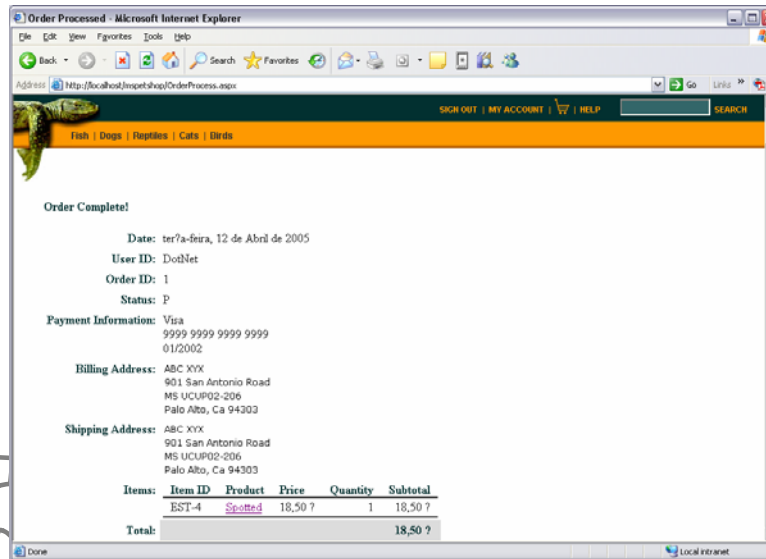 Order Processed - Microsoft Internet Explorer
File Edit View Favorites Tools Help
Back Search Favorites
Address http://localhost/mspetshop/OrderProcess.aspx Go Links »
SIGN OUT | MY ACCOUNT | | HELP SEARCH
Fish | Dogs | Reptiles | Cats | Birds
Order Complete!
Date: ter?a-feira, 12 de Abril de 2005
User ID: DotNet
Order ID: 1
Status: P
Payment Information: Visa
9999 9999 9999 9999
01/2002
Billing Address: ABC XYX
901 San Antonio Road
MS UCUP02-206
Palo Alto, Ca 94303
Shipping Address: ABC XYX
901 San Antonio Road
MS UCUP02-206
Palo Alto, Ca 94303
Items: Item ID Product Price Quantity Subtotal
EST-4 Spotted 18,50 ? 1 18,50 ?
Total: 18,50 ?
Done Local intranet